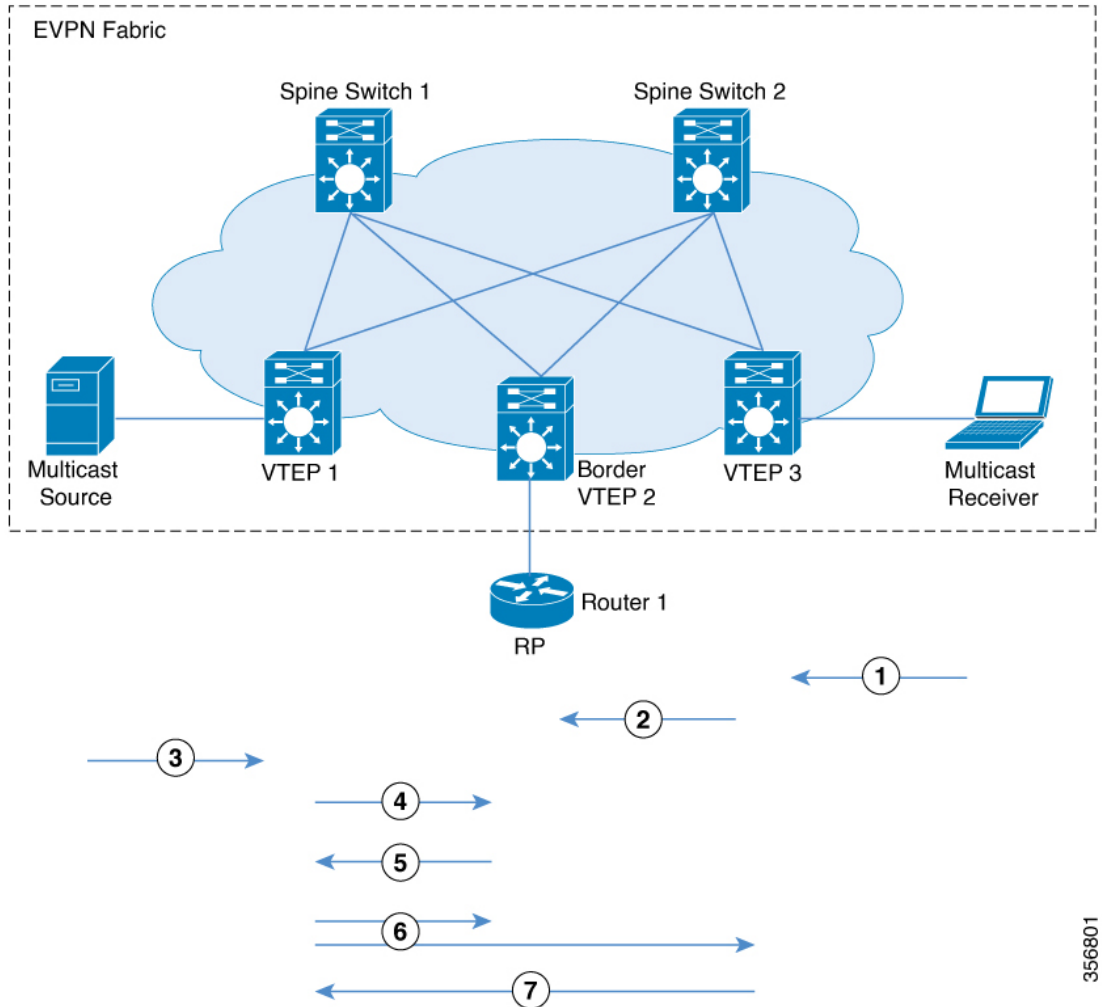 EVPN Fabric
Spine Switch 1
Spine Switch 2
Multicast
Source
VTEP 1
Border
VTEP 2
VTEP 3
Multicast
Receiver
Router 1
RP
1
2
3
4
5
6
7
356801